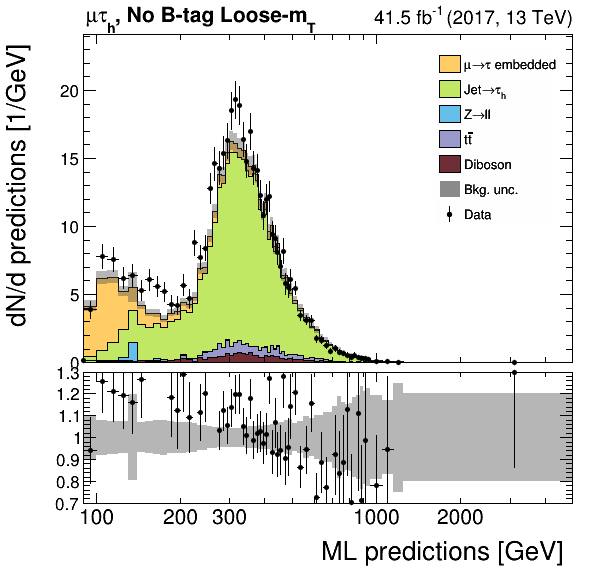 μτh, No B-tag Loose-mT 41.5 fb⁻¹ (2017, 13 TeV)
dN/d predictions [1/GeV]
μ→τ embedded
Jet→τh
Z→ll
tt̄
Diboson
Bkg. unc.
Data
20
15
10
5
0
1.3
1.2
1.1
1
0.9
0.8
0.7
100 200 300 1000 2000
ML predictions [GeV]